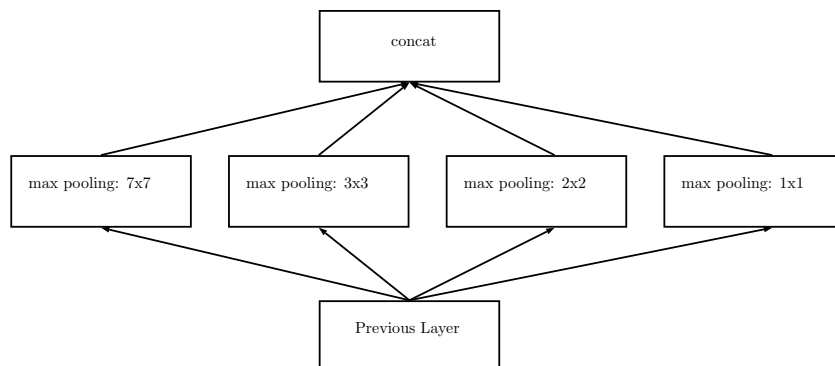 concat
max pooling: 7x7
max pooling: 3x3
max pooling: 2x2
max pooling: 1x1
Previous Layer